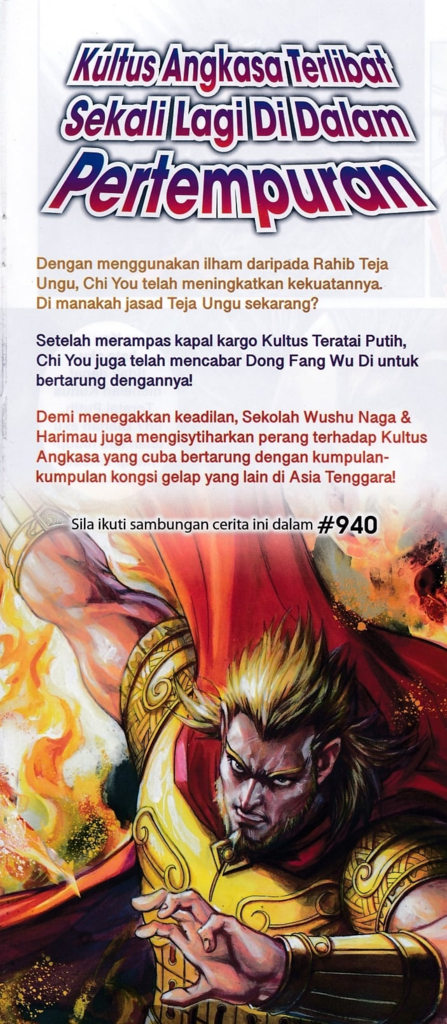 Kultus Angkasa Terlibat
Sekali Lagi Di Dalam
Pertempuran
Dengan menggunakan ilham daripada Rahib Teja
Ungu, Chi You telah meningkatkan kekuatannya.
Di manakah jasad Teja Ungu sekarang?
Setelah merampas kapal kargo Kultus Teratai Putih,
Chi You juga telah mencabar Dong Fang Wu Di untuk
bertarung dengannya!
Demi menegakkan keadilan, Sekolah Wushu Naga &
Harimau juga mengisytiharkan perang terhadap Kultus
Angkasa yang cuba bertarung dengan kumpulan-
kumpulan kongsi gelap yang lain di Asia Tenggara!
Sila ikuti sambungan cerita ini dalam #940